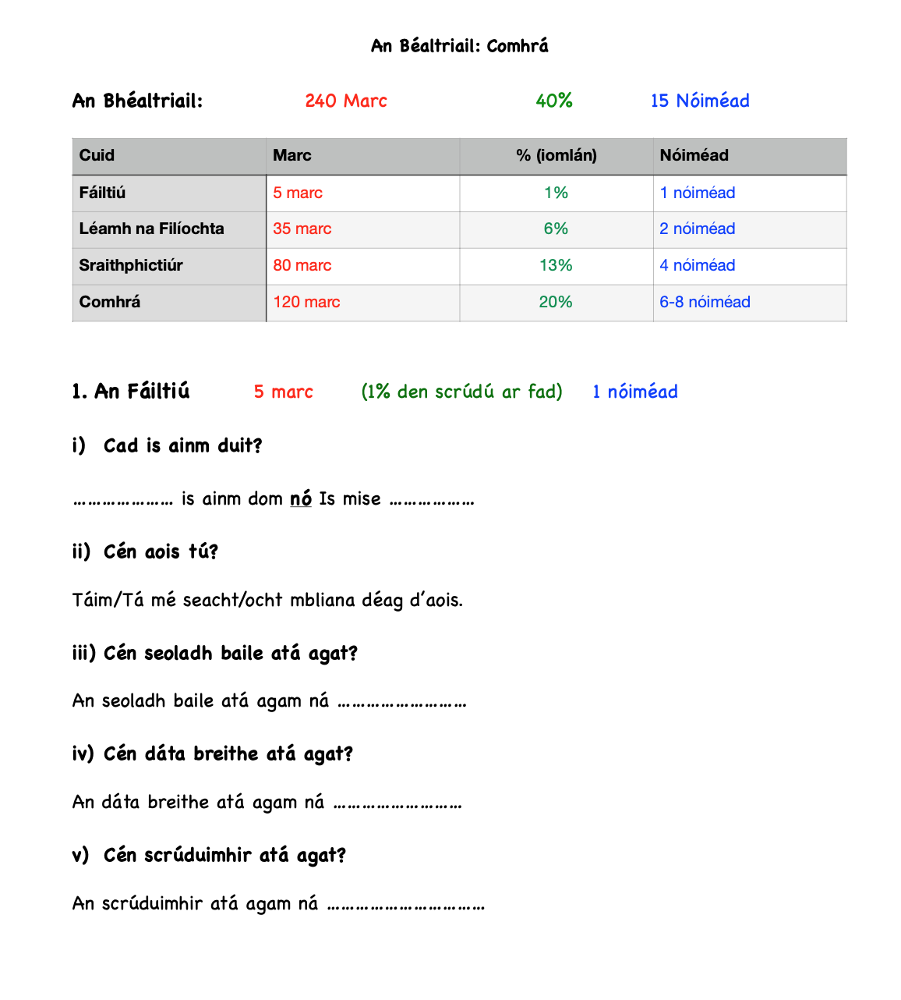 An Béaltriail: Comhrá
An Bhéaltriail: 240 Marc 40% 15 Nóiméad
Cuid Marc % (iomlán) Nóiméad
Fáiltiú 5 marc 1% 1 nóiméad
Léamh na Filíochta 35 marc 6% 2 nóiméad
Sraithphictiúr 80 marc 13% 4 nóiméad
Comhrá 120 marc 20% 6-8 nóiméad
1. An Fáiltiú 5 marc (1% den scrúdú ar fad) 1 nóiméad
i) Cad is ainm duit?
………………… is ainm dom nó Is mise ………………
ii) Cén aois tú?
Táim/Tá mé seacht/ocht mbliana déag d’aois.
iii) Cén seoladh baile atá agat?
An seoladh baile atá agam ná ………………………
iv) Cén dáta breithe atá agat?
An dáta breithe atá agam ná ………………………
v) Cén scrúduimhir atá agat?
An scrúduimhir atá agam ná ……………………………